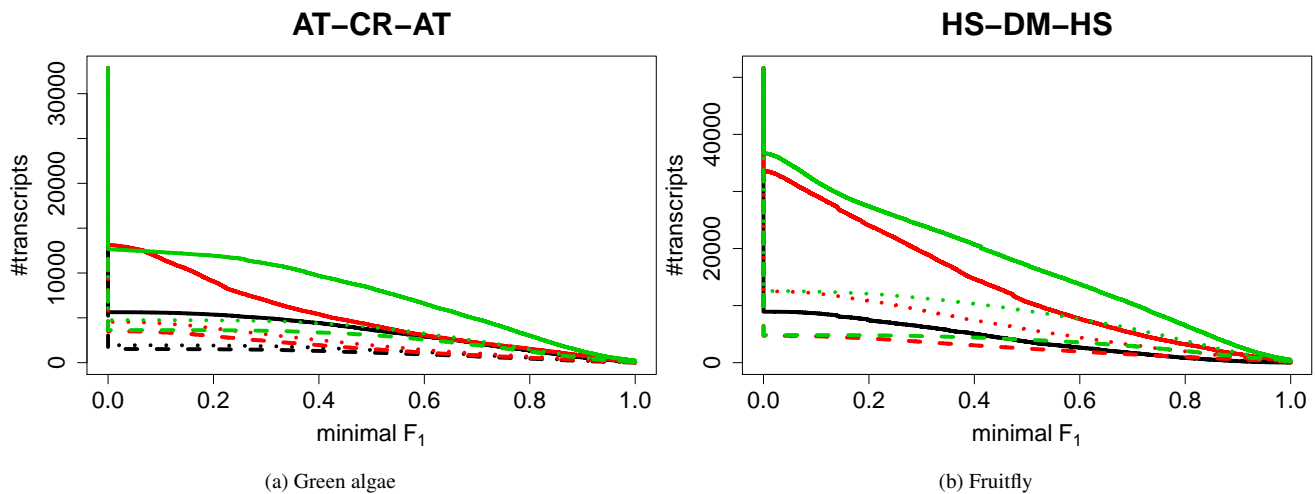 AT−CR−AT
#transcripts
0 10000 20000 30000
0.0 0.2 0.4 0.6 0.8 1.0
minimal F1
(a) Green algae
HS−DM−HS
#transcripts
0 20000 40000
0.0 0.2 0.4 0.6 0.8 1.0
minimal F1
(b) Fruitfly